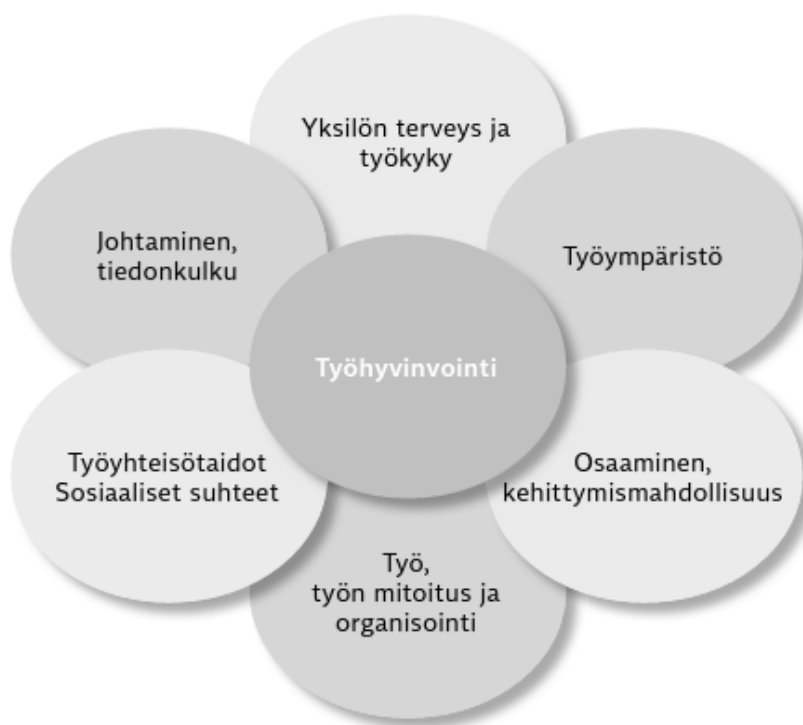 Yksilön terveys ja
työkyky
Johtaminen,
tiedonkulku
Työympäristö
Työhyvinvointi
Työyhteisötaidot
Sosiaaliset suhteet
Osaaminen,
kehittymismahdollisuus
Työ,
työn mitoitus ja
organisointi